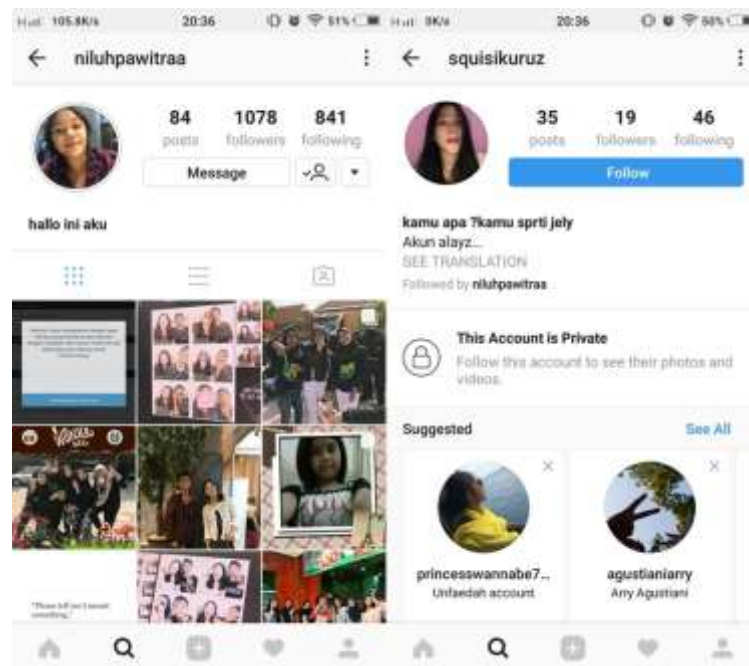 20:36
51%
niluhpawitraa
84 1078 841
posts followers following
Message
hallo ini aku
20:36
squisikuruz
35 19 46
posts followers following
Follow
kamu apa ?kamu sprti jely
Akun alayz...
SEE TRANSLATION
Followed by niluhpawitraa
This Account is Private
Follow this account to see their photos and
videos.
Suggested See All
princesswannabe7...
Unfaedah account
agustianiarry
Arry Agustiani